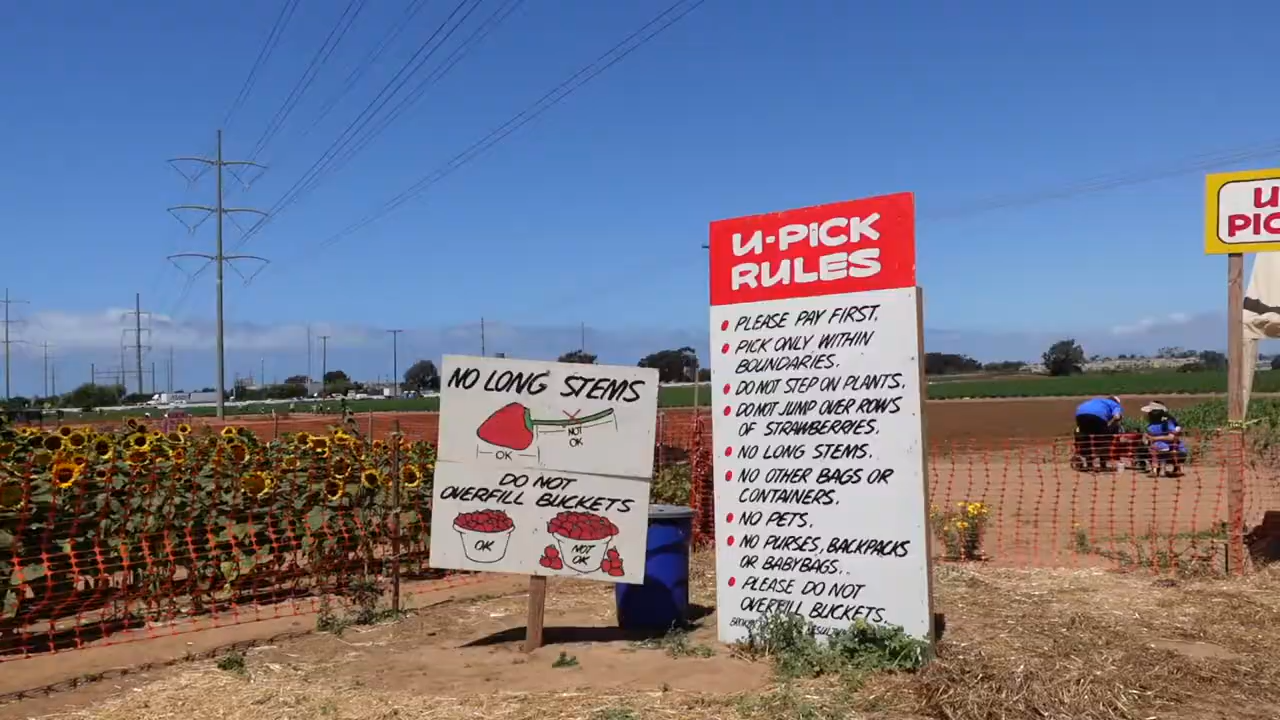 NO LONG STEMS
NOT
OK
OK
DO NOT
OVERFILL BUCKETS
OK
NOT
OK
U-PICK
RULES
PLEASE PAY FIRST.
PICK ONLY WITHIN
BOUNDARIES.
DO NOT STEP ON PLANTS.
DO NOT JUMP OVER ROWS
OF STRAWBERRIES.
NO LONG STEMS.
NO OTHER BAGS OR
CONTAINERS.
NO PETS.
NO PURSES, BACKPACKS
OR BABYBAGS..
PLEASE DO NOT
OVERFILL BUCKETS.
U
PIC